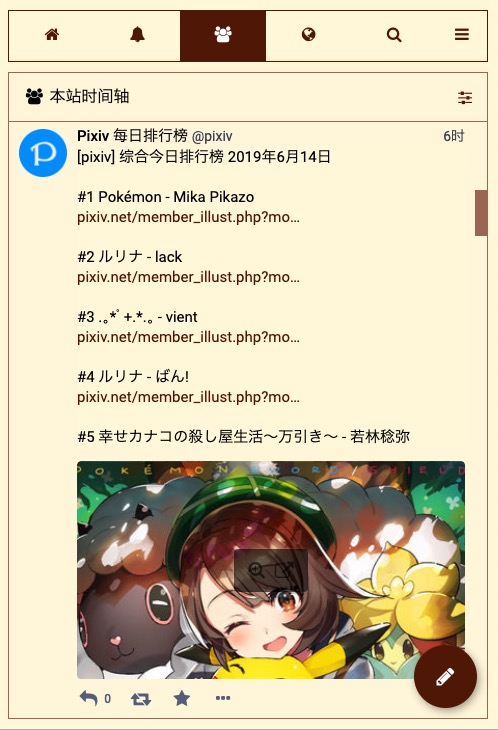 本站时间轴
Pixiv 每日排行榜 @pixiv 6时
[pixiv] 综合今日排行榜 2019年6月14日
#1 Pokémon - Mika Pikazo
pixiv.net/member_illust.php?mo...
#2 ルリナ - lack
pixiv.net/member_illust.php?mo...
#3 .｡*ﾟ+.*.｡ - vient
pixiv.net/member_illust.php?mo...
#4 ルリナ - ばん!
pixiv.net/member_illust.php?mo...
#5 幸せカナコの殺し屋生活〜万引き〜 - 若林稔弥
POKÉMON SWORD / SHIELD
0